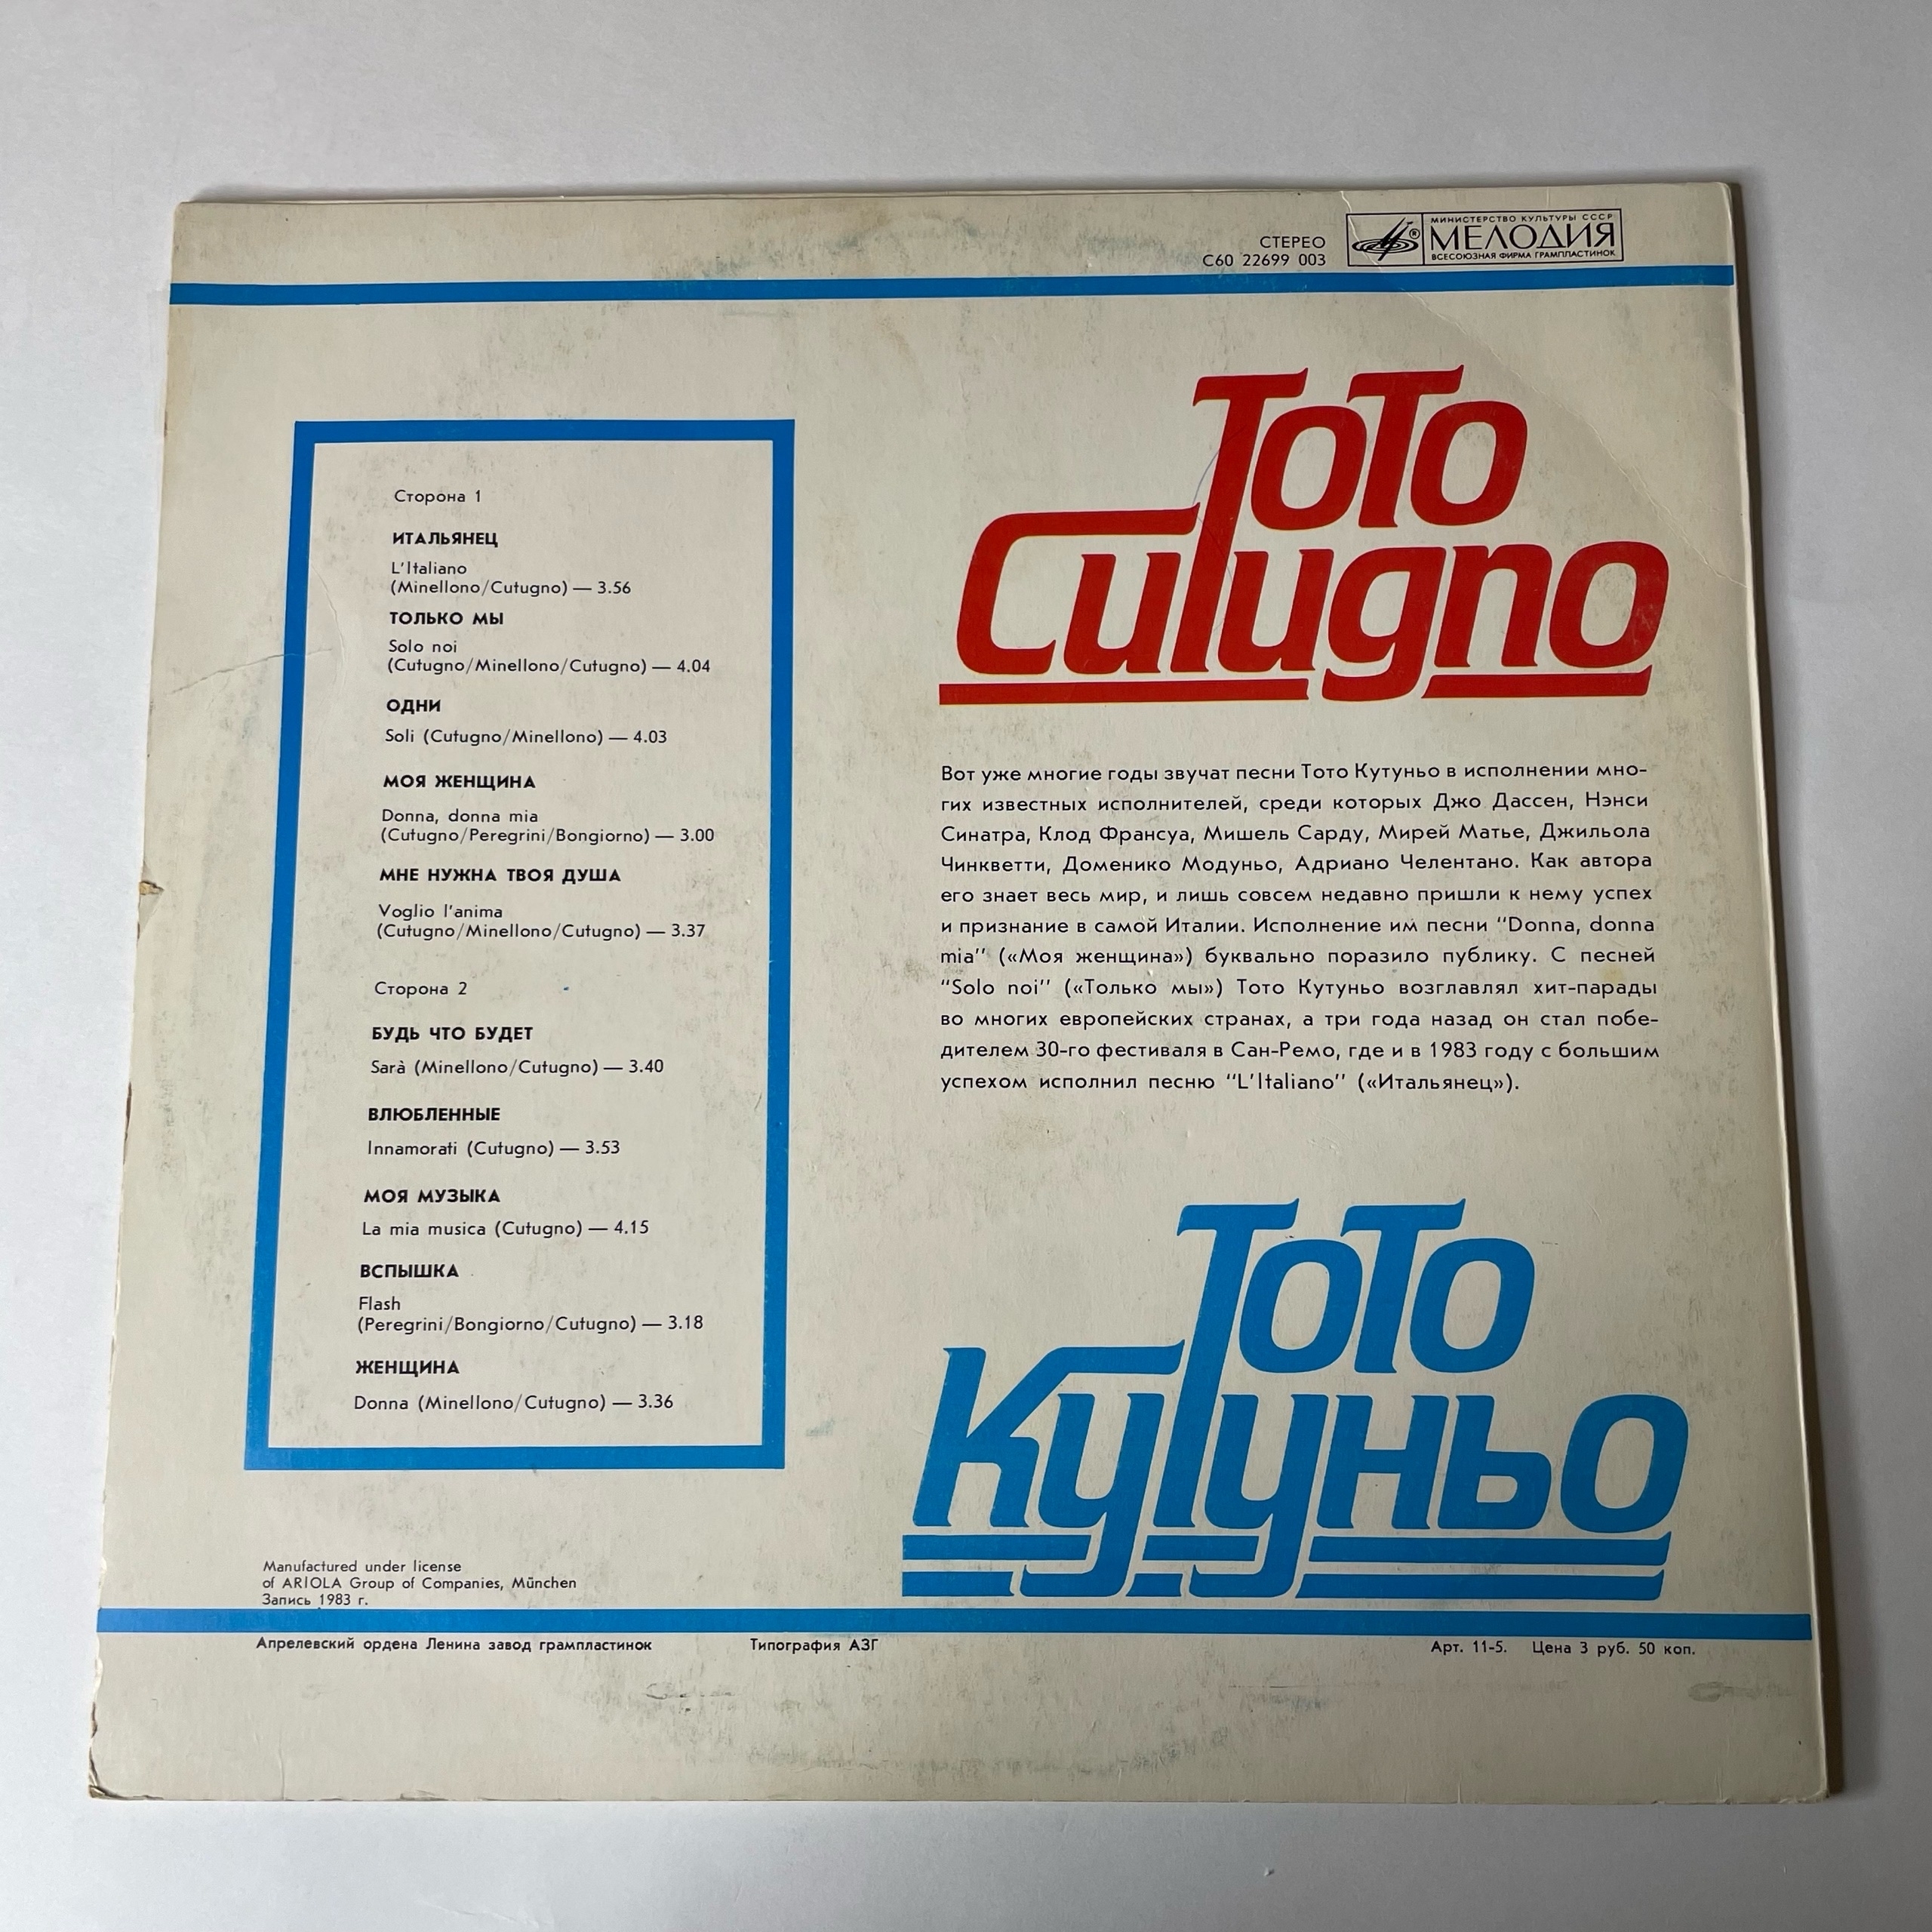 СТЕРЕО
С60 22699 003
МИНИСТЕРСТВО КУЛЬТУРЫ СССР
МЕЛОДИЯ
ВСЕСОЮЗНАЯ ФИРМА ГРАМПЛАСТИНОК
Сторона 1
ИТАЛЬЯНЕЦ
L'Italiano
(Minellono/Cutugno) — 3.56
ТОЛЬКО МЫ
Solo noi
(Cutugno/Minellono/Cutugno) — 4.04
ОДНИ
Soli (Cutugno/Minellono) — 4.03
МОЯ ЖЕНЩИНА
Donna, donna mia
(Cutugno/Peregrini/Bongiorno) — 3.00
МНЕ НУЖНА ТВОЯ ДУША
Voglio l'anima
(Cutugno/Minellono/Cutugno) — 3.37
Сторона 2
БУДЬ ЧТО БУДЕТ
Sarà (Minellono/Cutugno) — 3.40
ВЛЮБЛЕННЫЕ
Innamorati (Cutugno) — 3.53
МОЯ МУЗЫКА
La mia musica (Cutugno) — 4.15
ВСПЫШКА
Flash
(Peregrini/Bongiorno/Cutugno) — 3.18
ЖЕНЩИНА
Donna (Minellono/Cutugno) — 3.36
ToTo
Cutugno
Вот уже многие годы звучат песни Тото Кутуньо в исполнении мно-
гих известных исполнителей, среди которых Джо Дассен, Нэнси
Синатра, Клод Франсуа, Мишель Сарду, Мирей Матье, Джильола
Чинкветти, Доменико Модуньо, Адриано Челентано. Как автора
его знает весь мир, и лишь совсем недавно пришли к нему успех
и признание в самой Италии. Исполнение им песни "Donna, donna
mia" («Моя женщина») буквально поразило публику. С песней
"Solo noi" («Только мы») Тото Кутуньо возглавлял хит-парады
во многих европейских странах, а три года назад он стал побе-
дителем 30-го фестиваля в Сан-Ремо, где и в 1983 году с большим
успехом исполнил песню "L'Italiano" («Итальянец»).
ТоТо
Кутуньо
Manufactured under license
of ARIOLA Group of Companies, München
Запись 1983 г.
Апрелевский ордена Ленина завод грампластинок Типография АЗГ Арт. 11-5. Цена 3 руб. 50 коп.